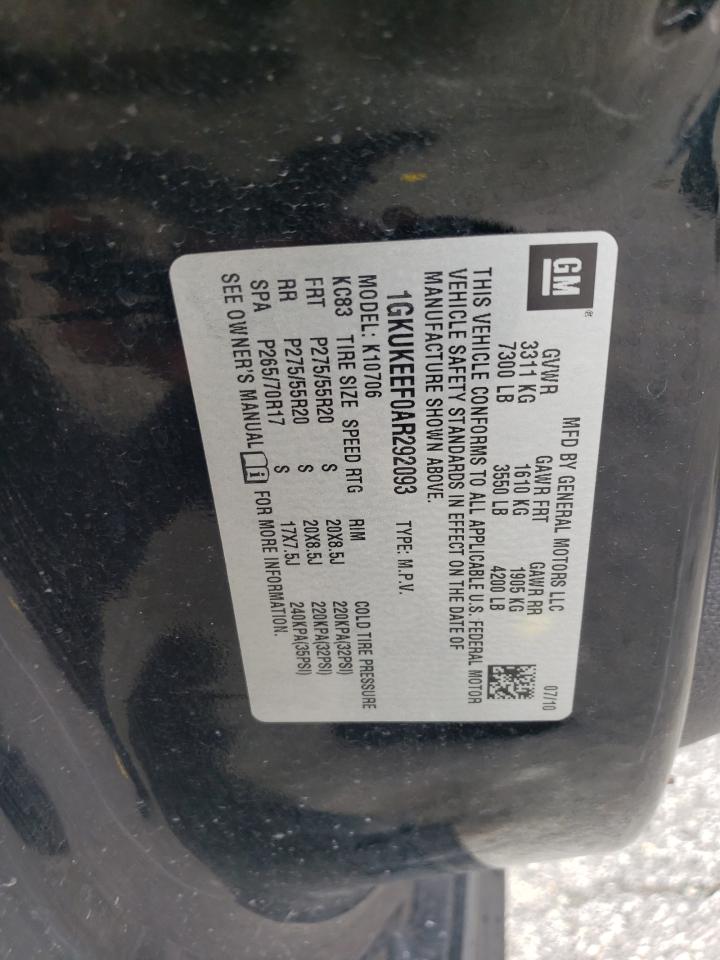 GM®
MFD BY GENERAL MOTORS LLC 07/10
GVWR GAWR FRT GAWR RR
3311 KG 1610 KG 1905 KG
7300 LB 3550 LB 4200 LB
THIS VEHICLE CONFORMS TO ALL APPLICABLE U.S. FEDERAL MOTOR
VEHICLE SAFETY STANDARDS IN EFFECT ON THE DATE OF
MANUFACTURE SHOWN ABOVE.
1GKUKEEF0AR292093 TYPE: M.P.V.
MODEL: K10706
KC83 TIRE SIZE SPEED RTG RIM COLD TIRE PRESSURE
FRT P275/55R20 S 20X8.5J 220KPA(32PSI)
RR P275/55R20 S 20X8.5J 220KPA(32PSI)
SPA P265/70R17 S 17X7.5J 240KPA(35PSI)
SEE OWNER'S MANUAL i FOR MORE INFORMATION.